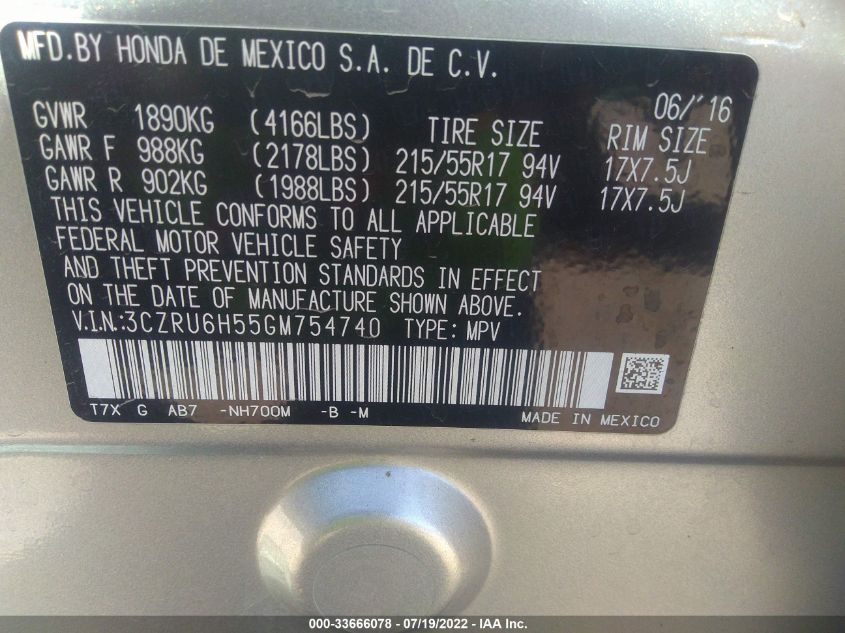 MFD.BY HONDA DE MEXICO S.A. DE C.V.
06/'16
GVWR 1890KG (4166LBS) TIRE SIZE RIM SIZE
GAWR F 988KG (2178LBS) 215/55R17 94V 17X7.5J
GAWR R 902KG (1988LBS) 215/55R17 94V 17X7.5J
THIS VEHICLE CONFORMS TO ALL APPLICABLE
FEDERAL MOTOR VEHICLE SAFETY
AND THEFT PREVENTION STANDARDS IN EFFECT
ON THE DATE OF MANUFACTURE SHOWN ABOVE.
V.I.N.:3CZRU6H55GM754740 TYPE: MPV
T7X G AB7 -NH700M -B -M MADE IN MEXICO
000-33666078 / 07/19/2022 - IAA Inc.